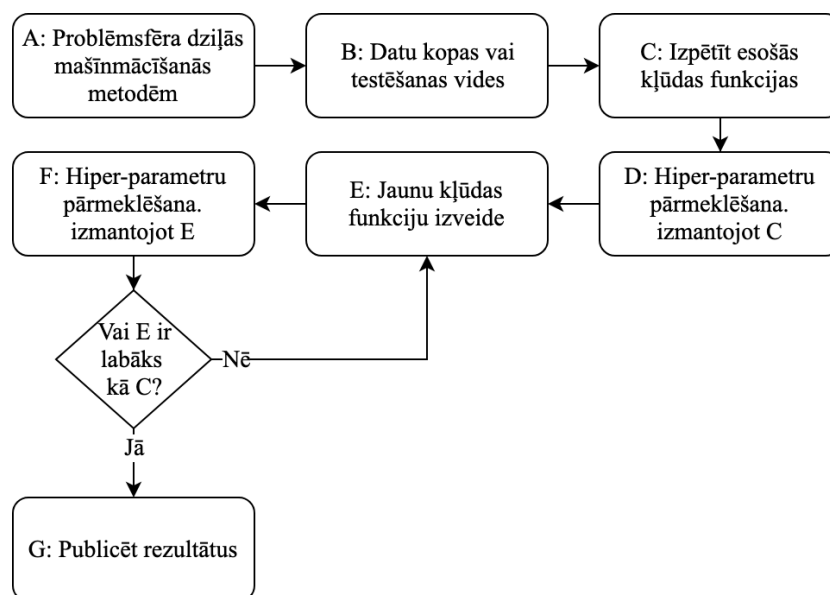 A: Problēmsfēra dziļās
mašīnmācīšanās
metodēm
B: Datu kopas vai
testēšanas vides
C: Izpētīt esošās
kļūdas funkcijas
D: Hiper-parametru
pārmeklēšana.
izmantojot C
E: Jaunu kļūdas
funkciju izveide
F: Hiper-parametru
pārmeklēšana.
izmantojot E
Vai E ir
labāks
kā C?
Nē
Jā
G: Publicēt rezultātus